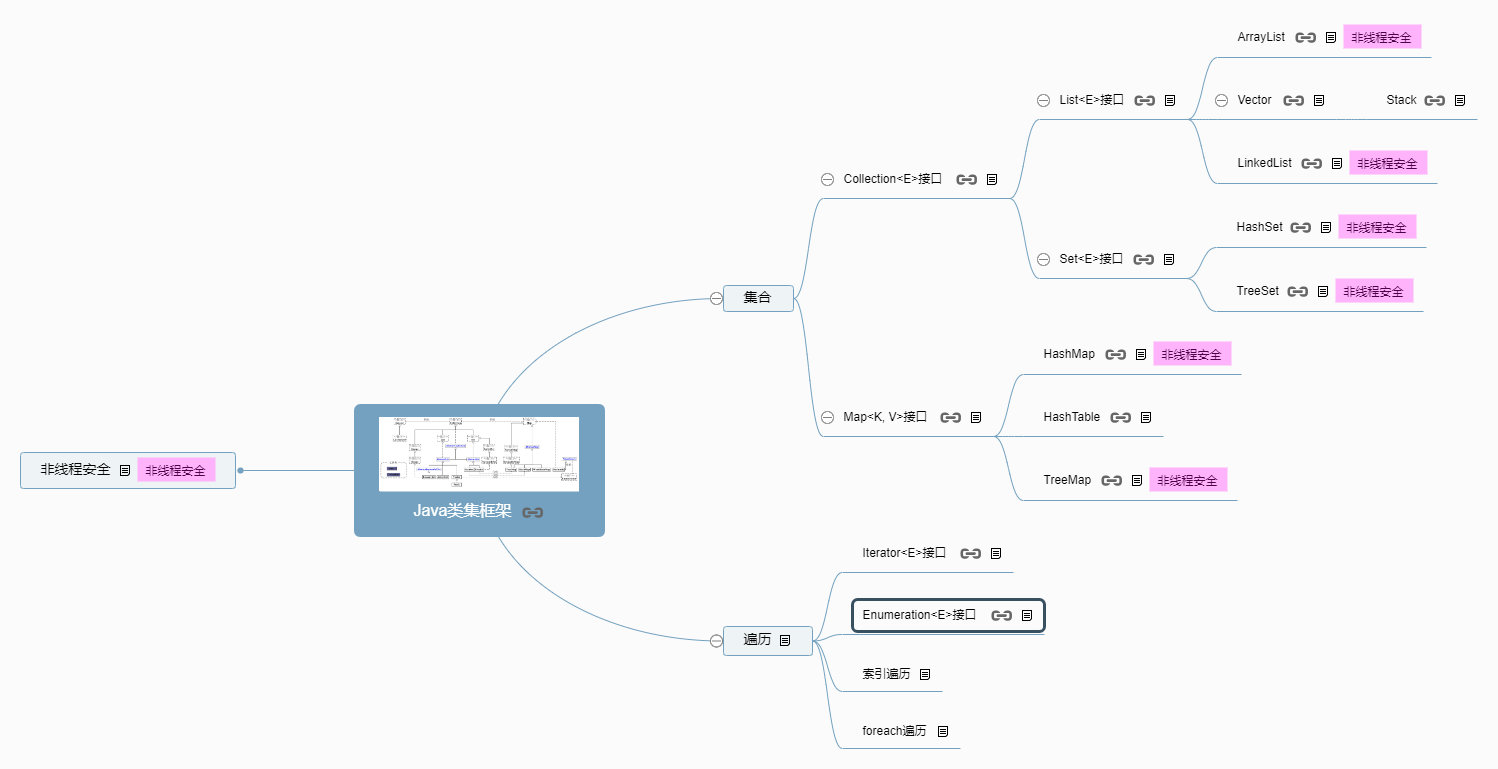 ArrayList 非线程安全
List<E>接口
Vector
Stack
LinkedList 非线程安全
Collection<E>接口
HashSet 非线程安全
Set<E>接口
TreeSet 非线程安全
集合
HashMap 非线程安全
Map<K, V>接口
HashTable
TreeMap 非线程安全
非线程安全 非线程安全
Java类集框架
Iterator<E>接口
Enumeration<E>接口
遍历
索引遍历
foreach遍历